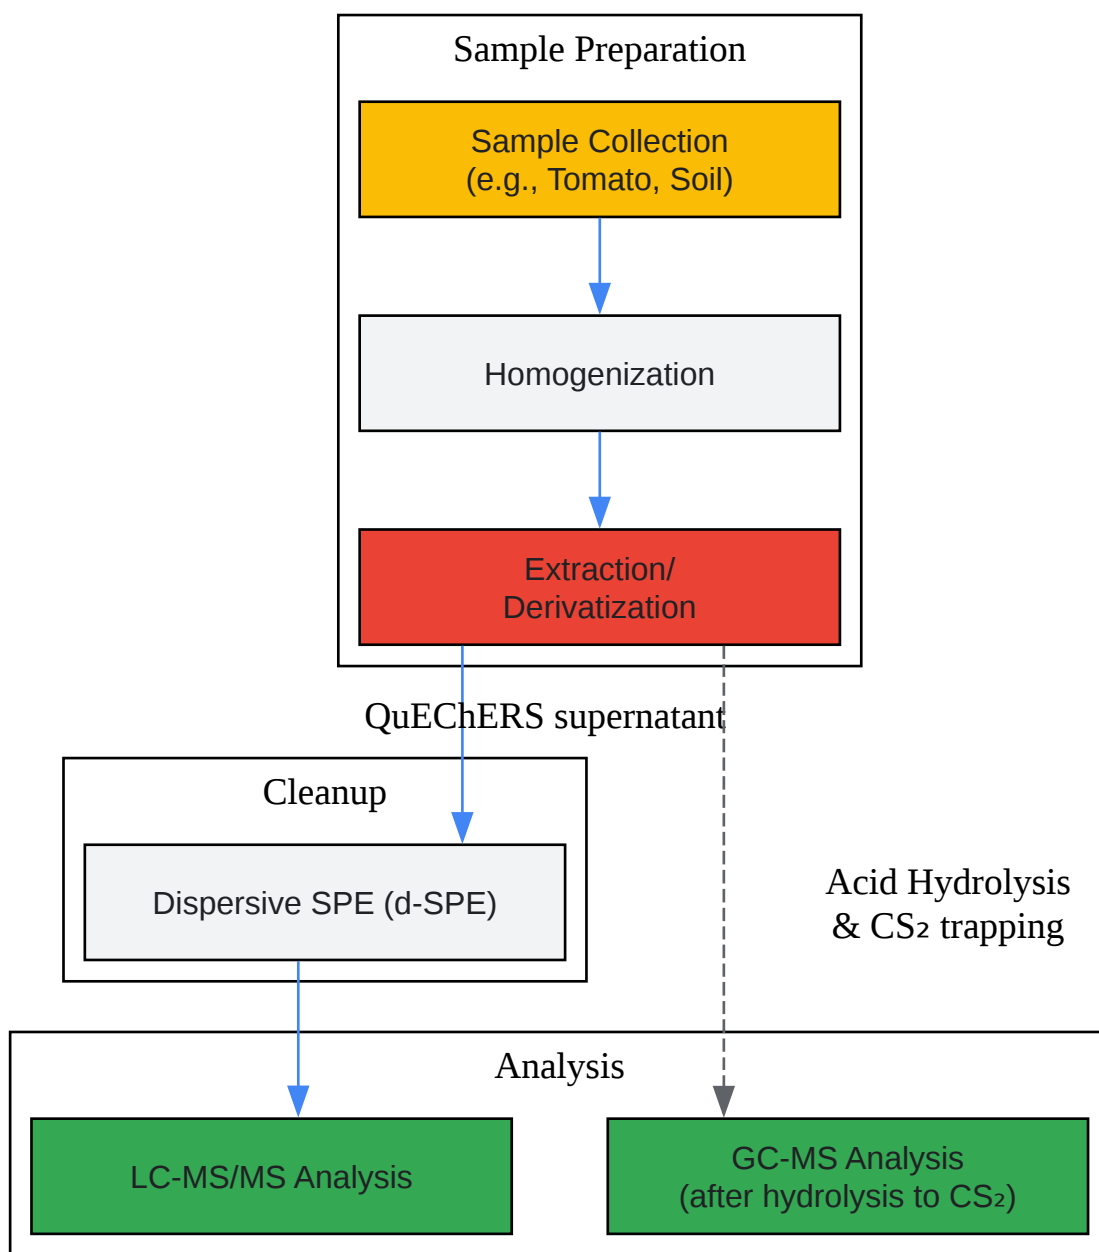 Sample Preparation
Sample Collection
(e.g., Tomato, Soil)
Homogenization
Extraction/
Derivatization
QuEChERS supernatant
Cleanup
Dispersive SPE (d-SPE)
Acid Hydrolysis
& CS₂ trapping
Analysis
LC-MS/MS Analysis
GC-MS Analysis
(after hydrolysis to CS₂)